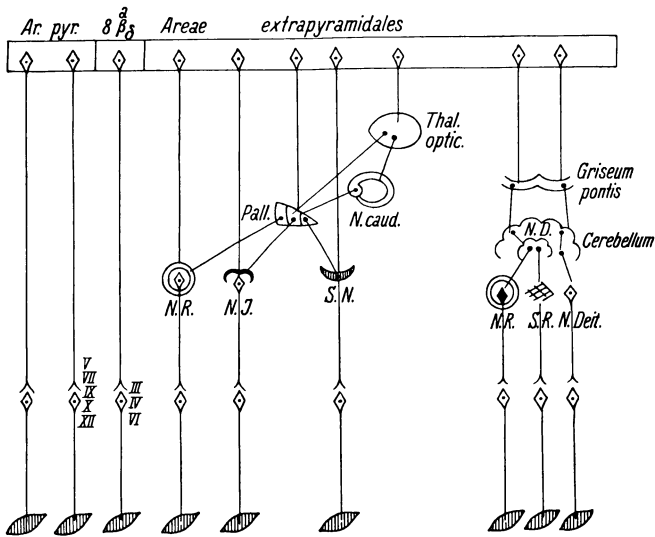 Ar. pyr. 8 α β δ Areae extrapyramidales
Thal.
optic.
Griseum
pontis
Pall.
N. caud.
N. D.
Cerebellum
N. R. N. J. S. N.
N. R. S. R. N. Deit.
V
VII
IX
X
XII
III
IV
VI